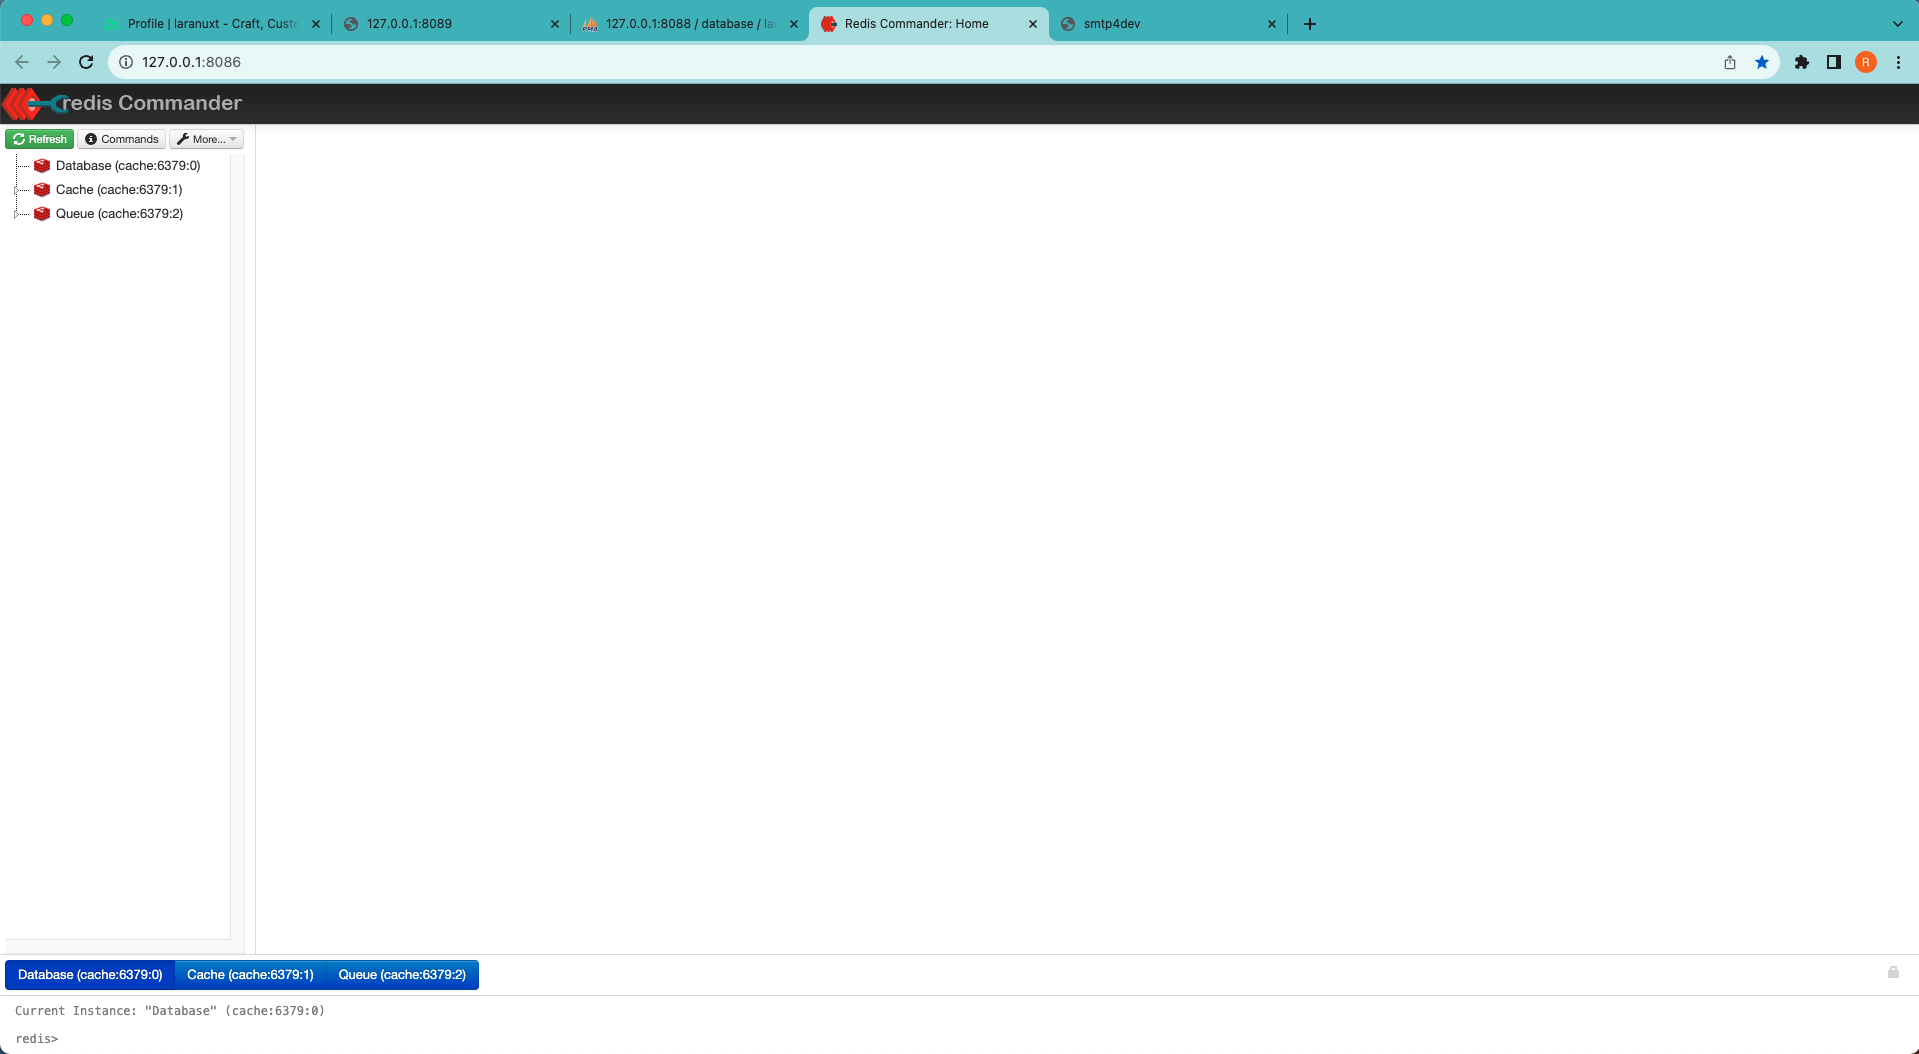 Profile | laranuxt - Craft, Custo
127.0.0.1:8089
127.0.0.1:8088 / database / la
Redis Commander: Home
smtp4dev
127.0.0.1:8086
R
redis Commander
Refresh
Commands
More...
Database (cache:6379:0)
Cache (cache:6379:1)
Queue (cache:6379:2)
Database (cache:6379:0)
Cache (cache:6379:1)
Queue (cache:6379:2)
Current Instance: "Database" (cache:6379:0)
redis>